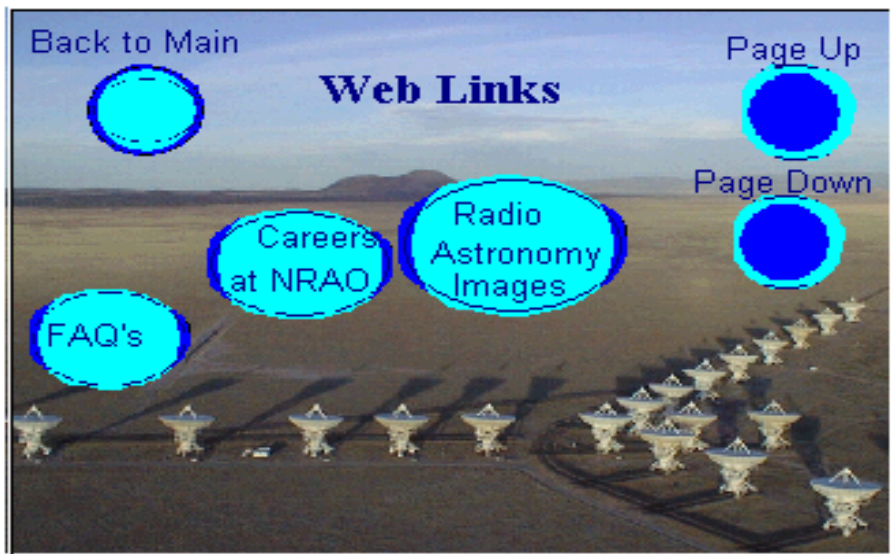 Back to Main
Web Links
Page Up
Page Down
Radio
Astronomy
Images
Careers
at NRAO
FAQ's